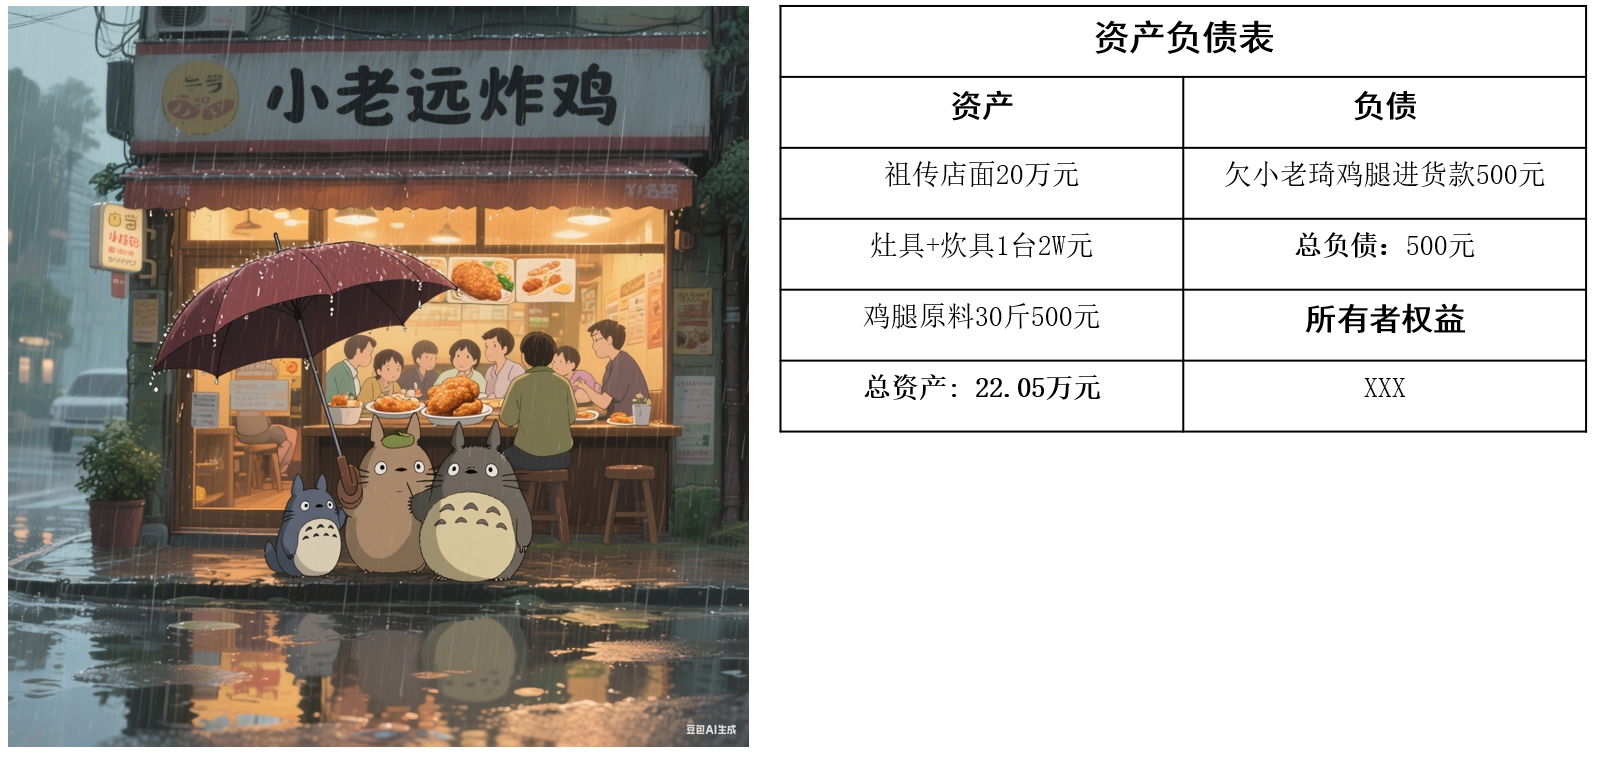 小老远炸鸡
豆包AI生成
资产负债表
资产
负债
祖传店面20万元
欠小老琦鸡腿进货款500元
灶具+炊具1台2W元
总负债：500元
鸡腿原料30斤500元
所有者权益
总资产：22.05万元
XXX